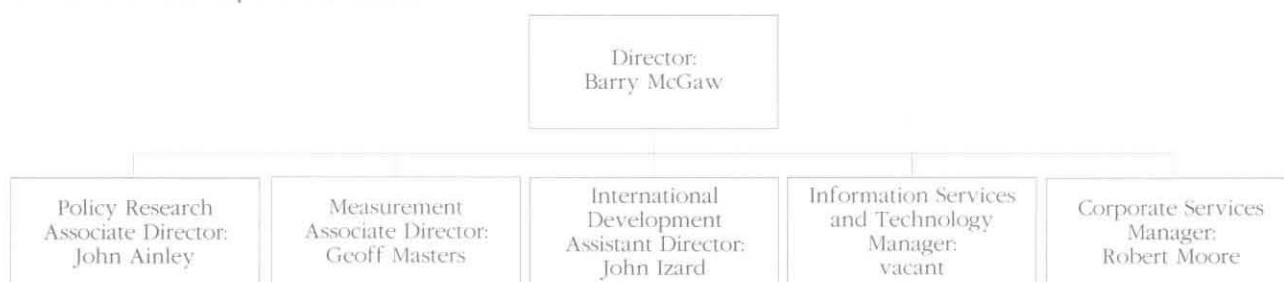 Director:
Barry McGaw
Policy Research
Associate Director:
John Ainley
Measurement
Associate Director:
Geoff Masters
International
Development
Assistant Director:
John Izard
Information Services
and Technology
Manager:
vacant
Corporate Services
Manager:
Robert Moore